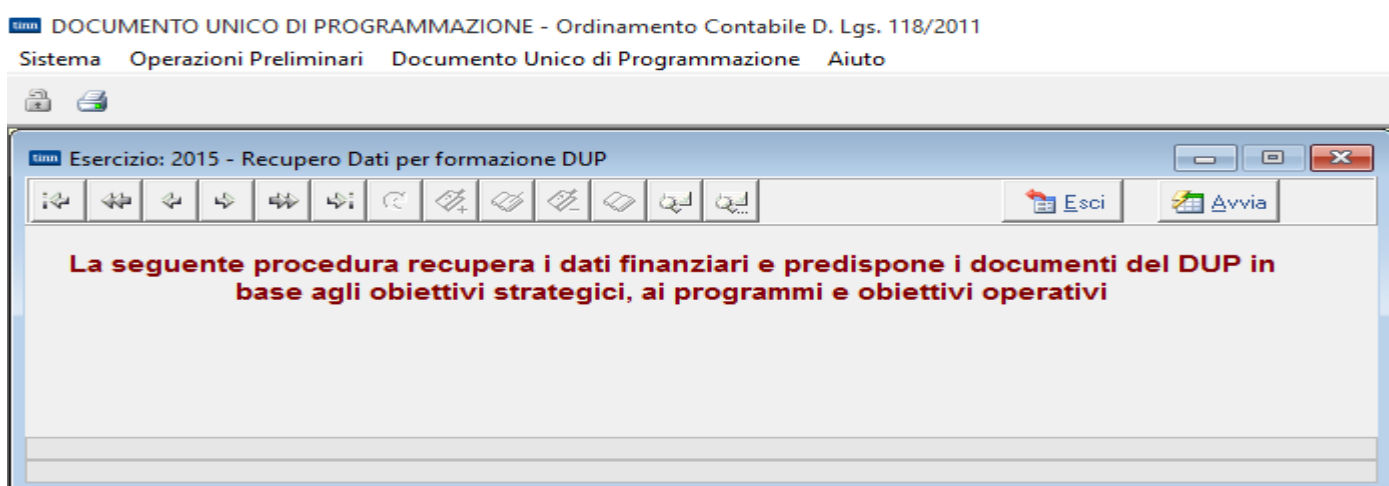 tinn DOCUMENTO UNICO DI PROGRAMMAZIONE - Ordinamento Contabile D. Lgs. 118/2011
Sistema Operazioni Preliminari Documento Unico di Programmazione Aiuto
tinn Esercizio: 2015 - Recupero Dati per formazione DUP
Esci Avvia
La seguente procedura recupera i dati finanziari e predispone i documenti del DUP in
base agli obiettivi strategici, ai programmi e obiettivi operativi